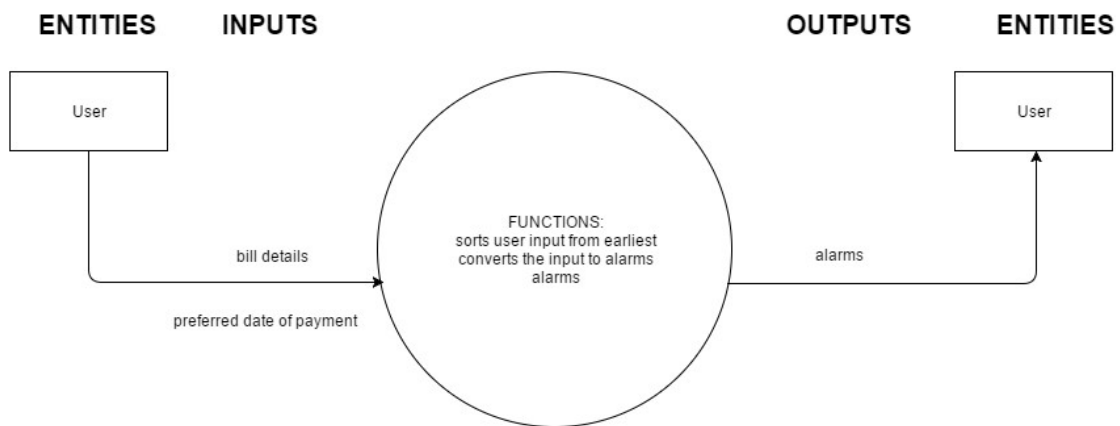 ENTITIES INPUTS OUTPUTS ENTITIES
User User
FUNCTIONS:
sorts user input from earliest
converts the input to alarms
alarms
bill details
alarms
preferred date of payment